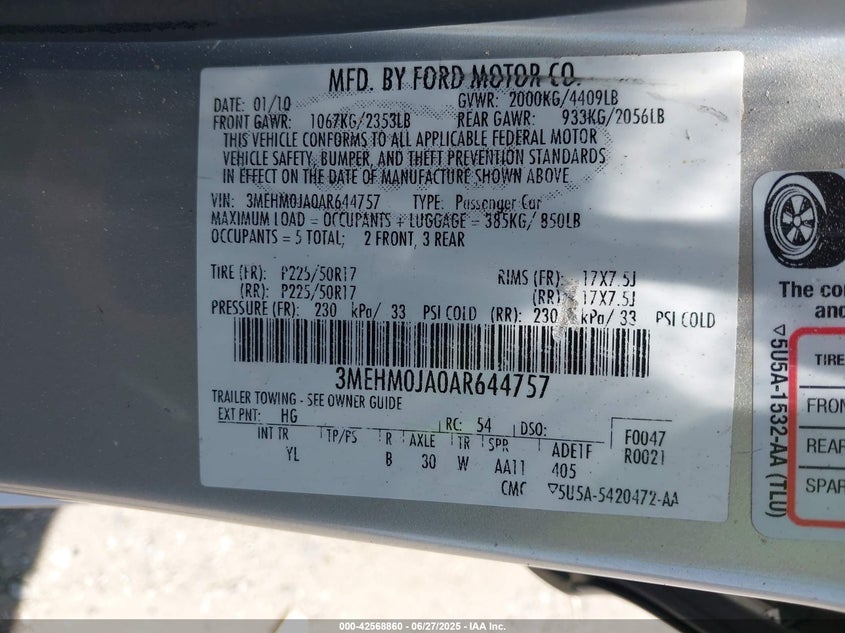 MFD. BY FORD MOTOR CO.
DATE: 01/10 GVWR: 2000KG/4409LB
FRONT GAWR: 1067KG/2353LB REAR GAWR: 933KG/2056LB
THIS VEHICLE CONFORMS TO ALL APPLICABLE FEDERAL MOTOR
VEHICLE SAFETY, BUMPER, AND THEFT PREVENTION STANDARDS
IN EFFECT ON THE DATE OF MANUFACTURE SHOWN ABOVE.
VIN: 3MEHM0JA0AR644757 TYPE: Passenger Car
MAXIMUM LOAD = OCCUPANTS + LUGGAGE = 385KG/ 850LB
OCCUPANTS = 5 TOTAL; 2 FRONT, 3 REAR
TIRE (FR): P225/50R17 RIMS (FR): 17X7.5J
(RR): P225/50R17 (RR): 17X7.5J
PRESSURE (FR): 230 kPa/ 33 PSI COLD (RR): 230 kPa/ 33 PSI COLD
3MEHM0JA0AR644757
TRAILER TOWING - SEE OWNER GUIDE
EXT PNT: HG RC: 54 DSO:
INT TR TP/PS R AXLE TR SPR ADEIF F0047
YL B 30 W AA11 405 R0021
CMC ▽5U5A-5420472-AA
The co
and
▽5U5A-1532-AA (TLU)
TIRE
FRON
REAR
SPAR
000-42568860 - 06/27/2025 - IAA Inc.